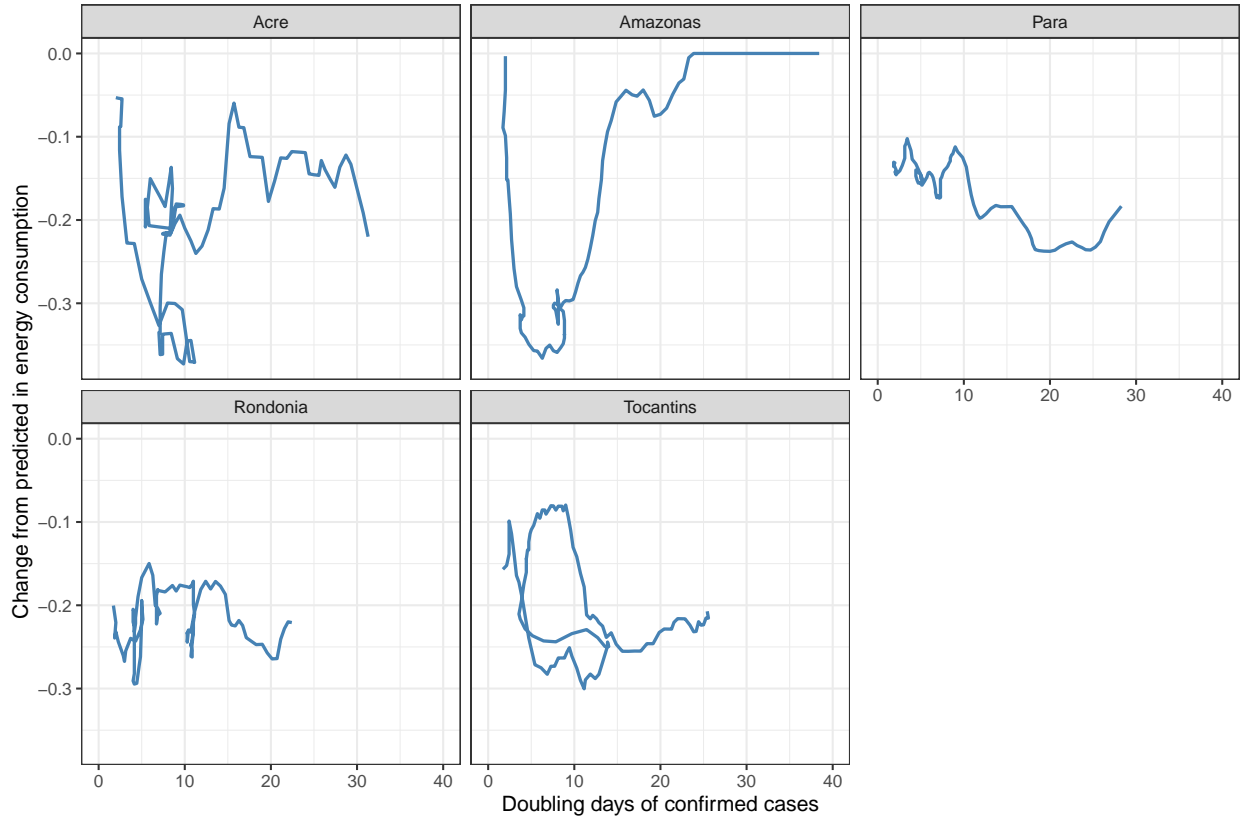 Acre
Amazonas
Para
0.0
−0.1
−0.2
−0.3
0 10 20 30 40
Rondonia
Tocantins
0.0
−0.1
−0.2
−0.3
0 10 20 30 40
0 10 20 30 40
Doubling days of confirmed cases
Change from predicted in energy consumption